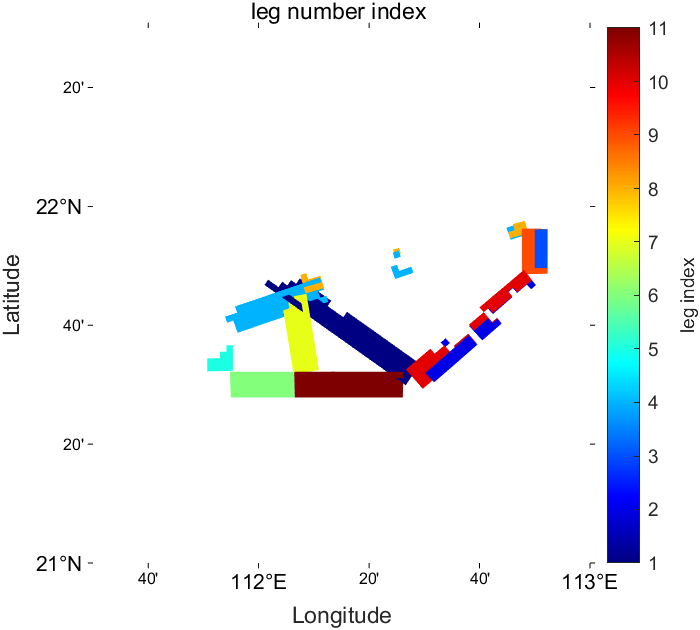 leg number index
20'
22°N
40'
20'
21°N
Latitude
40'
112°E
20'
40'
113°E
Longitude
11
10
9
8
7
6
5
4
3
2
1
leg index